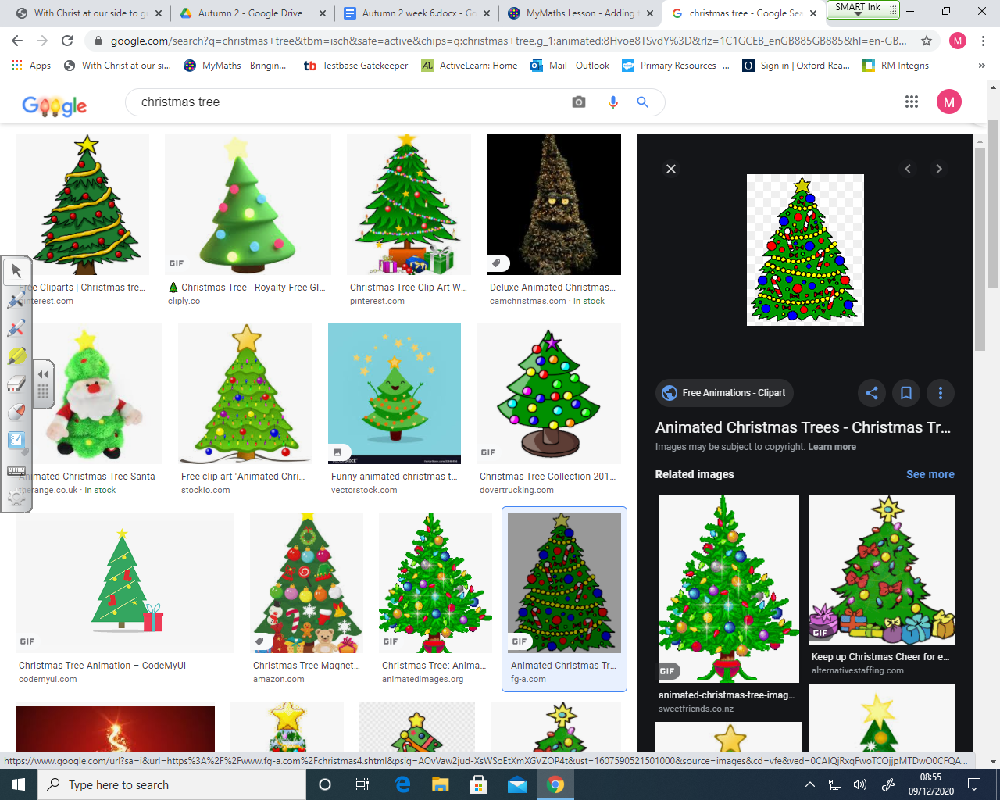 With Christ at our side to g
Autumn 2 - Google Drive
Autumn 2 week 6.docx - Go
MyMaths Lesson - Adding
christmas tree - Google Sea
SMART Ink
google.com/search?q=christmas+tree&tbm=isch&safe=active&chips=q:christmas+tree,g_1:animated:8Hvoe8TSvdY%3D&rlz=1C1GCEB_enGB885GB885&hl=en-GB...
M
Apps
With Christ at our si...
MyMaths - Bringin...
tb Testbase Gatekeeper
AL ActiveLearn: Home
Mail - Outlook
Primary Resources -...
O Sign in | Oxford Rea...
RM Integris
»
Google
christmas tree
M
GIF
Free Cliparts | Christmas tre...
pinterest.com
Christmas Tree - Royalty-Free GI...
cliply.co
Christmas Tree Clip Art W...
pinterest.com
Deluxe Animated Christmas...
camchristmas.com · In stock
GIF
Animated Christmas Tree Santa
therange.co.uk · In stock
Free clip art "Animated Chri...
stockio.com
Funny animated christmas t...
vectorstock.com
Christmas Tree Collection 201...
dovertrucking.com
GIF
GIF
GIF
Christmas Tree Animation – CodeMyUI
codemyui.com
Christmas Tree Magnet...
amazon.com
Christmas Tree: Anima...
animatedimages.org
Animated Christmas Tr...
fg-a.com
Free Animations - Clipart
Animated Christmas Trees - Christmas Tr...
Images may be subject to copyright. Learn more
Related images
See more
GIF
GIF
animated-christmas-tree-imag...
sweetfriends.co.nz
Keep up Christmas Cheer for e...
alternativestaffing.com
https://www.google.com/url?sa=i&url=https%3A%2F%2Fwww.fg-a.com%2Fchristmas4.shtml&psig=AOvVaw2jud-XsWSoEtXmXGVZOP4t&ust=1607590521501000&source=images&cd=vfe&ved=0CAIQjRxqFwoTCOjjpMTDwO0CFQA...
Type here to search
08:55
09/12/2020